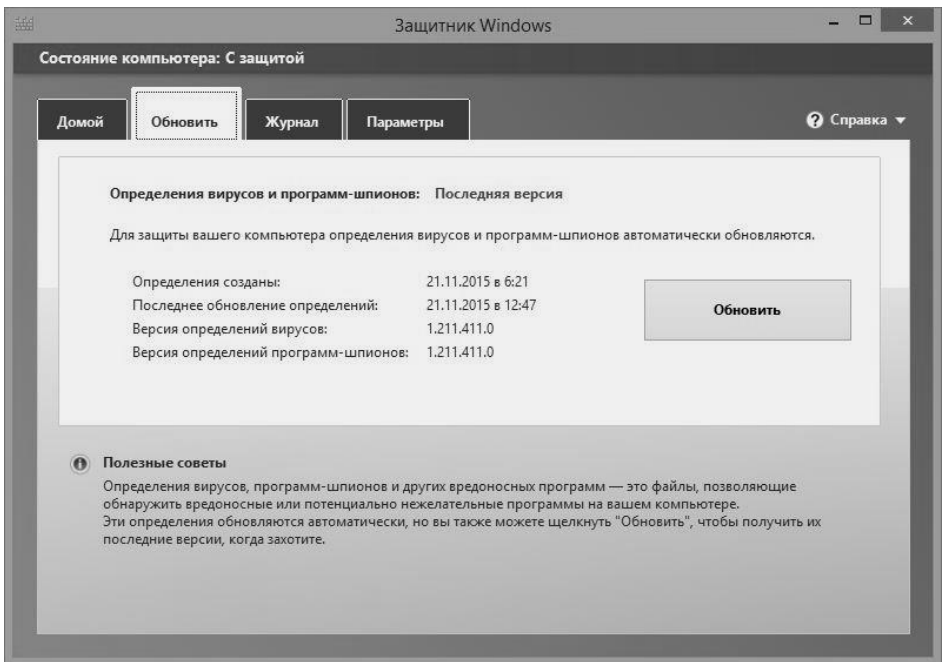 Защитник Windows
Состояние компьютера: С защитой
Домой
Обновить
Журнал
Параметры
Справка
Определения вирусов и программ-шпионов: Последняя версия
Для защиты вашего компьютера определения вирусов и программ-шпионов автоматически обновляются.
Определения созданы: 21.11.2015 в 6:21
Последнее обновление определений: 21.11.2015 в 12:47
Версия определений вирусов: 1.211.411.0
Версия определений программ-шпионов: 1.211.411.0
Обновить
Полезные советы
Определения вирусов, программ-шпионов и других вредоносных программ — это файлы, позволяющие
обнаружить вредоносные или потенциально нежелательные программы на вашем компьютере.
Эти определения обновляются автоматически, но вы также можете щелкнуть "Обновить", чтобы получить их
последние версии, когда захотите.